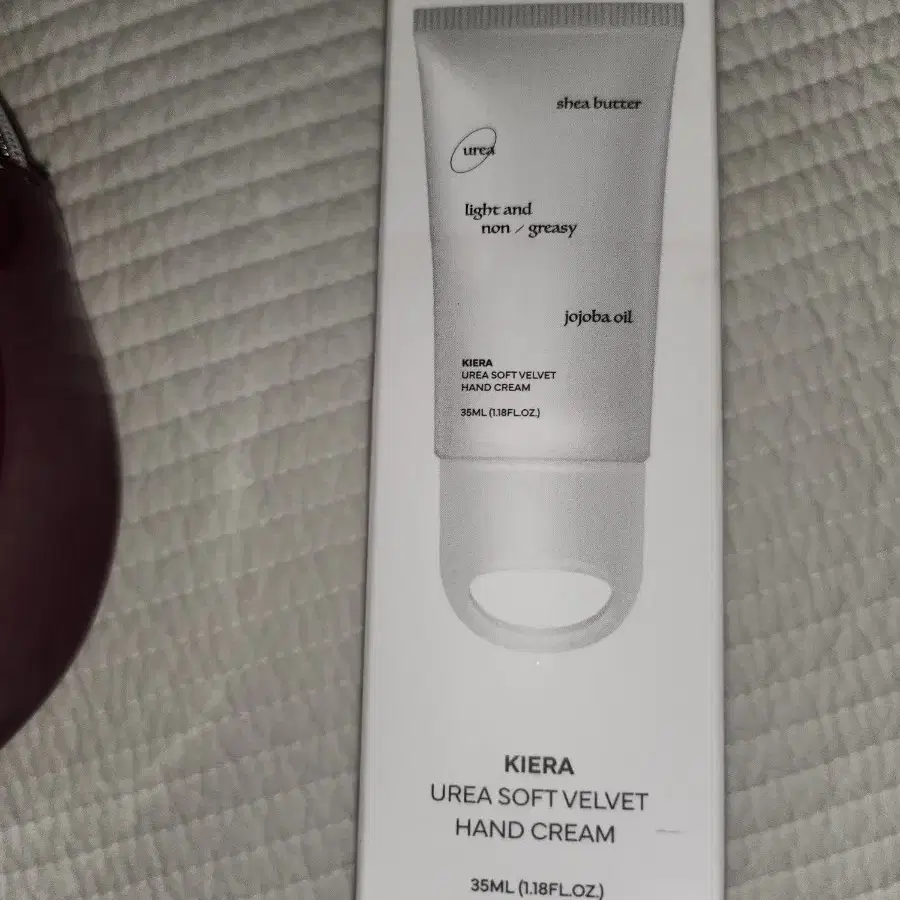 shea butter
urea
light and
non / greasy
jojoba oil
KIERA
UREA SOFT VELVET
HAND CREAM
35ML (1.18FL.OZ.)
KIERA
UREA SOFT VELVET
HAND CREAM
35ML (1.18FL.OZ.)